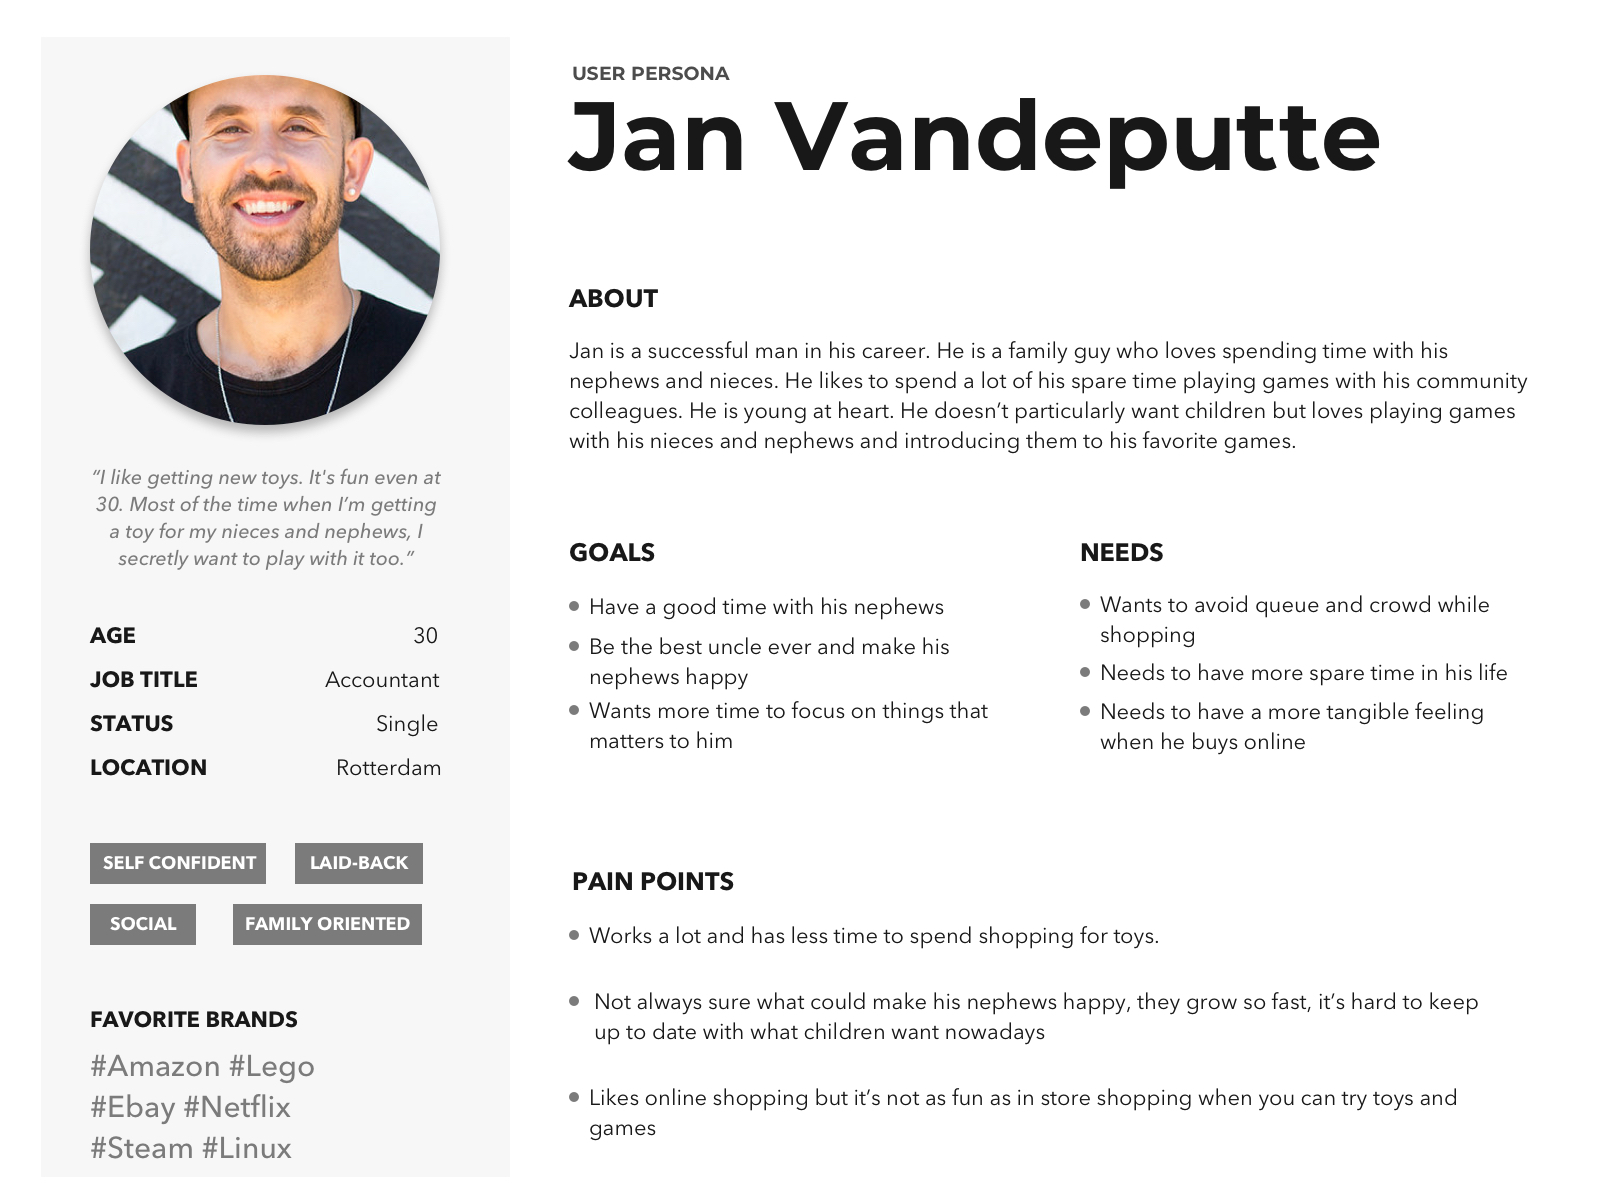 USER PERSONA
Jan Vandeputte
“I like getting new toys. It's fun even at
30. Most of the time when I’m getting
a toy for my nieces and nephews, I
secretly want to play with it too.”
AGE 30
JOB TITLE Accountant
STATUS Single
LOCATION Rotterdam
SELF CONFIDENT LAID-BACK
SOCIAL FAMILY ORIENTED
FAVORITE BRANDS
#Amazon #Lego
#Ebay #Netflix
#Steam #Linux
ABOUT
Jan is a successful man in his career. He is a family guy who loves spending time with his
nephews and nieces. He likes to spend a lot of his spare time playing games with his community
colleagues. He is young at heart. He doesn’t particularly want children but loves playing games
with his nieces and nephews and introducing them to his favorite games.
GOALS
Have a good time with his nephews
Be the best uncle ever and make his
nephews happy
Wants more time to focus on things that
matters to him
NEEDS
Wants to avoid queue and crowd while
shopping
Needs to have more spare time in his life
Needs to have a more tangible feeling
when he buys online
PAIN POINTS
Works a lot and has less time to spend shopping for toys.
Not always sure what could make his nephews happy, they grow so fast, it’s hard to keep
up to date with what children want nowadays
Likes online shopping but it’s not as fun as in store shopping when you can try toys and
games